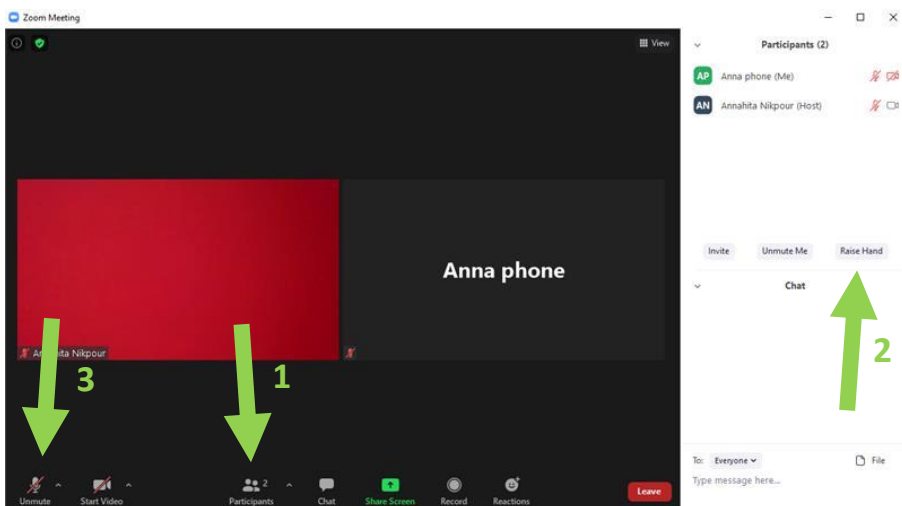 Zoom Meeting
View
Participants (2)
AP Anna phone (Me)
AN Annahita Nikpour (Host)
Invite Unmute Me Raise Hand
Chat
Anna phone
Nikpour
3
1
2
To: Everyone
File
Type message here...
Unmute
Start Video
2
Participants
Chat
Share Screen
Record
Reactions
Leave